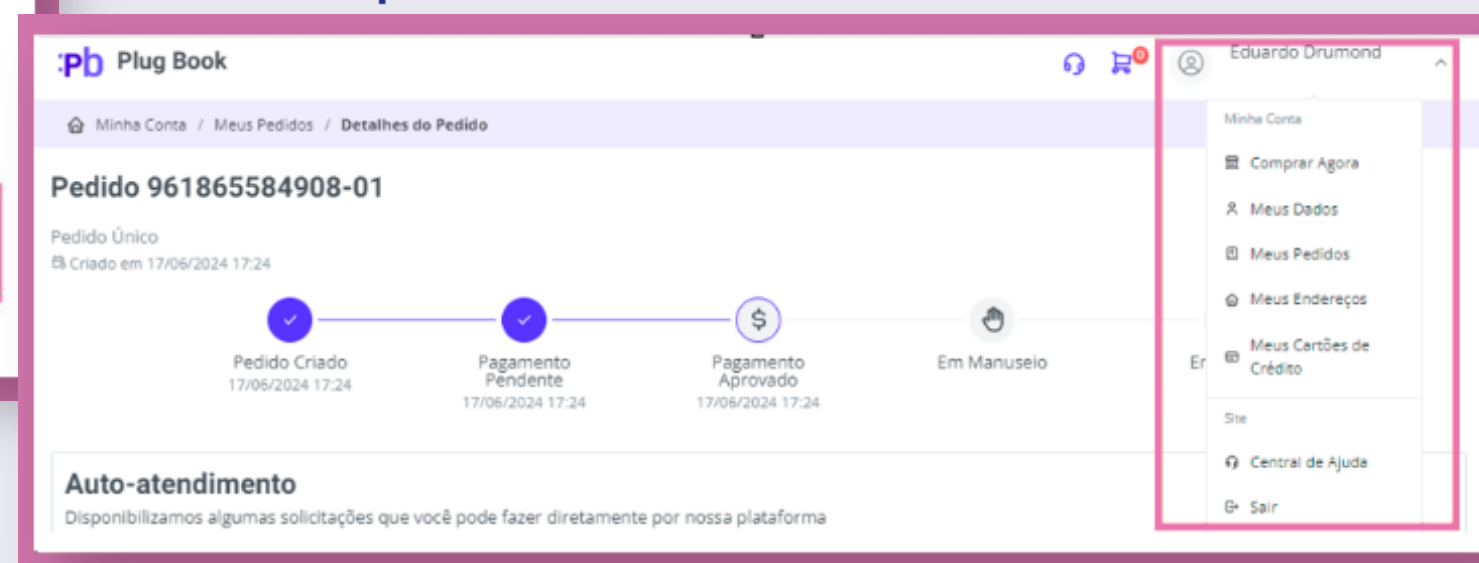 :pb Plug Book
0
Eduardo Drumond
Minha Conta / Meus Pedidos / Detalhes do Pedido
Pedido 961865584908-01
Pedido Único
Criado em 17/06/2024 17:24
Pedido Criado
17/06/2024 17:24
Pagamento
Pendente
17/06/2024 17:24
$
Pagamento
Aprovado
17/06/2024 17:24
Em Manuseio
Er
Auto-atendimento
Disponibilizamos algumas solicitações que você pode fazer diretamente por nossa plataforma
Minha Conta
Comprar Agora
Meus Dados
Meus Pedidos
Meus Endereços
Meus Cartões de
Crédito
Site
Central de Ajuda
Sair